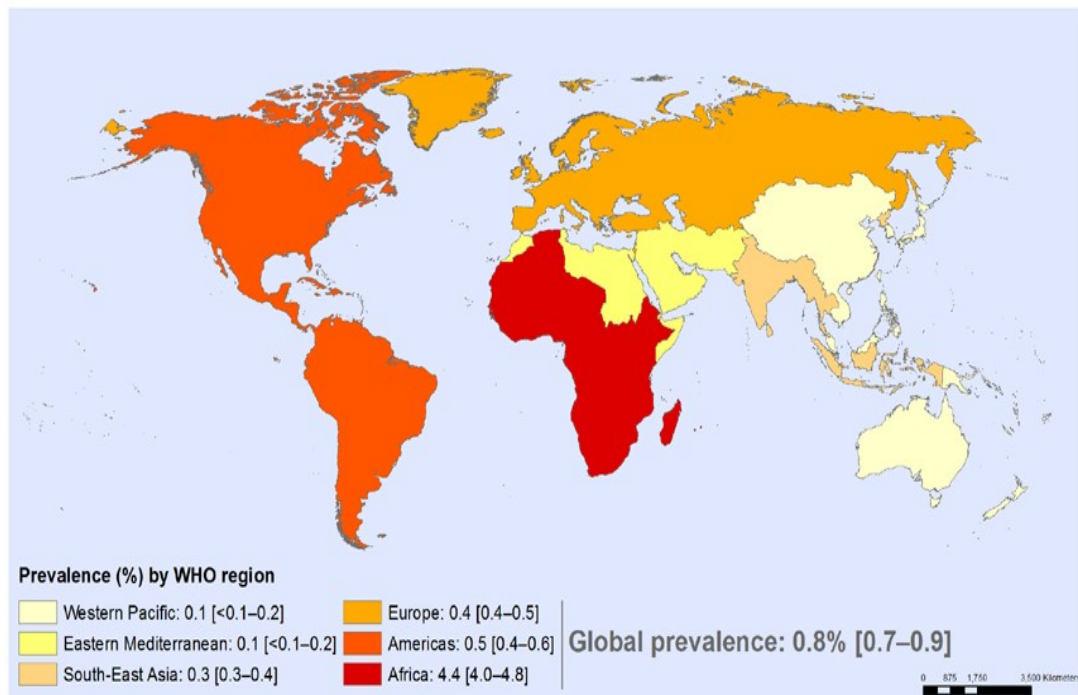 Prevalence (%) by WHO region
Western Pacific: 0.1 [<0.1–0.2]
Eastern Mediterranean: 0.1 [<0.1–0.2]
South-East Asia: 0.3 [0.3–0.4]
Europe: 0.4 [0.4–0.5]
Americas: 0.5 [0.4–0.6]
Africa: 4.4 [4.0–4.8]
Global prevalence: 0.8% [0.7–0.9]
0 875 1,750 3,500 Kilometers